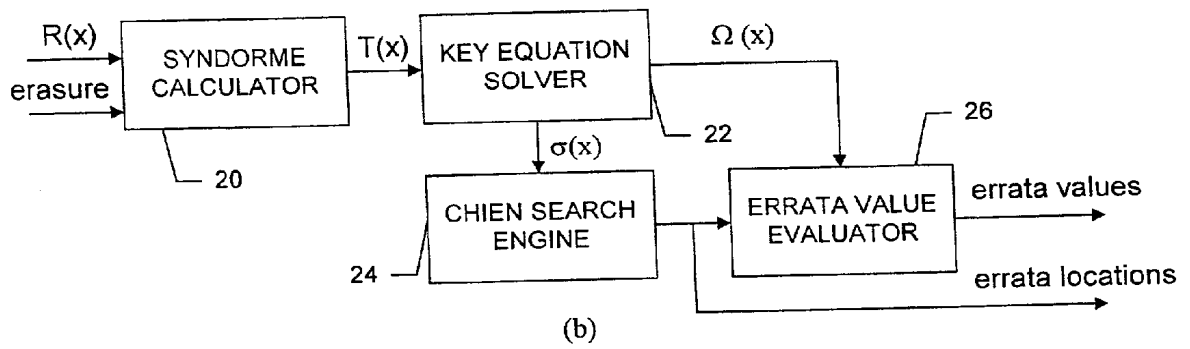 R(x)
erasure
SYNDORME
CALCULATOR
20
T(x)
KEY EQUATION
SOLVER
22
Ω (x)
σ(x)
26
CHIEN SEARCH
ENGINE
24
ERRATA VALUE
EVALUATOR
errata values
errata locations
(b)